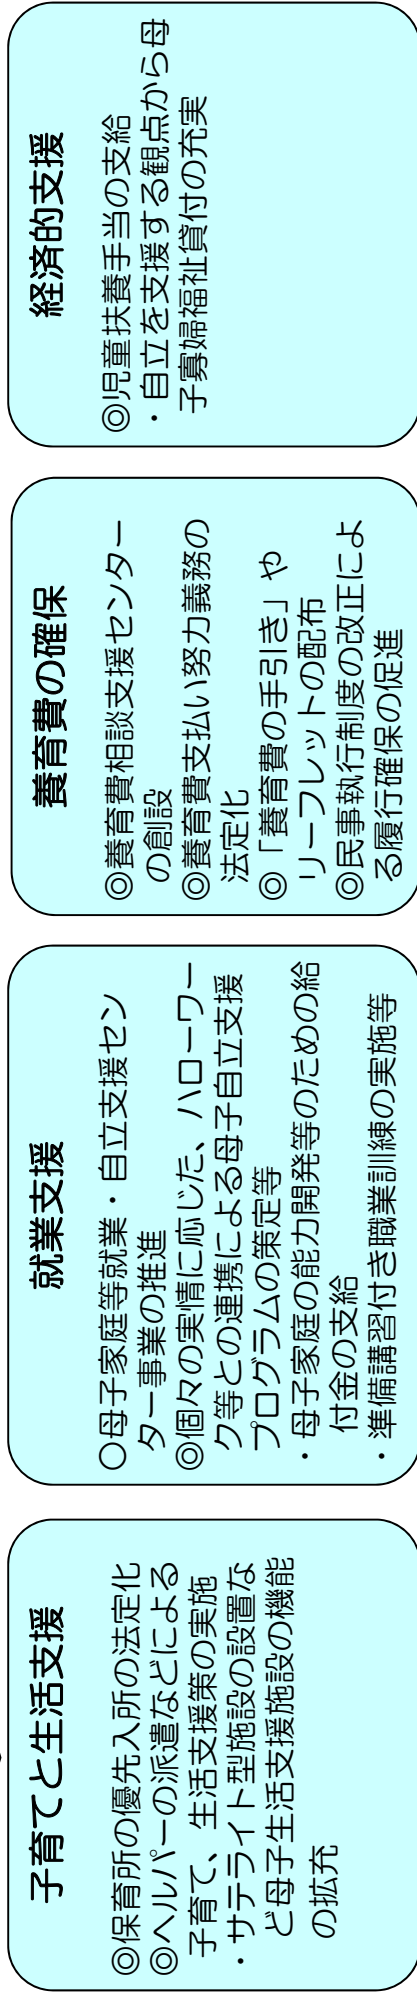 子育てと生活支援
◎保育所の優先入所の法定化
◎ヘルパーの派遣などによる
子育て、生活支援策の実施
・サテライト型施設の設置な
ど母子生活支援施設の機能
の拡充
就業支援
〇母子家庭等就業・自立支援セン
ター事業の推進
◎個々の実情に応じた、ハローワー
ク等との連携による母子自立支援
プログラムの策定等
・母子家庭の能力開発等のための給
付金の支給
・準備講習付き職業訓練の実施等
養育費の確保
◎養育費相談支援センター
の創設
◎養育費支払い努力義務の
法定化
◎「養育費の手引き」や
リーフレットの配布
◎民事執行制度の改正によ
る履行確保の促進
経済的支援
◎児童扶養手当の支給
・自立を支援する観点から母
子寡婦福祉貸付の充実